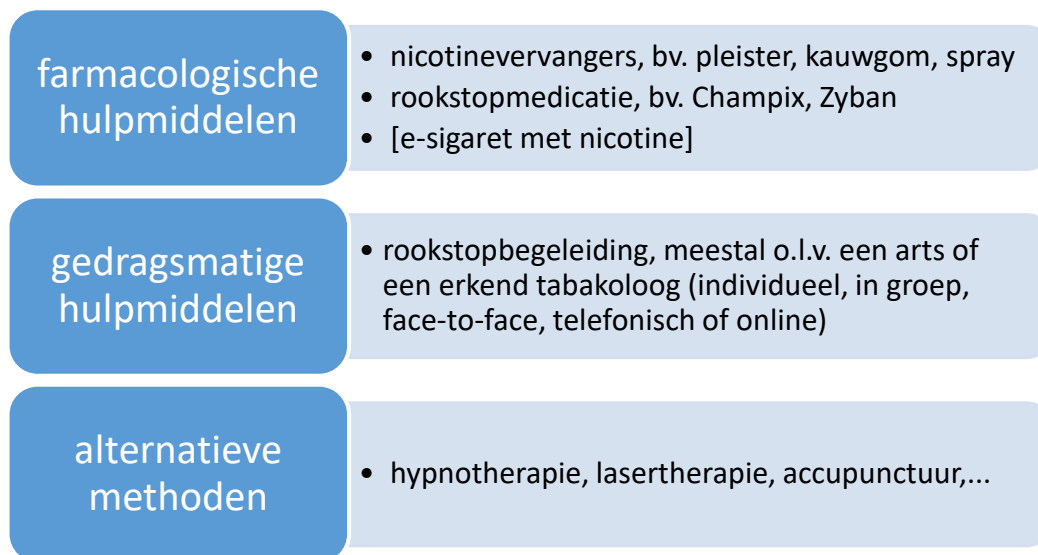 farmacologische
hulpmiddelen
• nicotinevervangers, bv. pleister, kauwgom, spray
• rookstopmedicatie, bv. Champix, Zyban
• [e-sigaret met nicotine]
gedragsmatige
hulpmiddelen
• rookstopbegeleiding, meestal o.l.v. een arts of
een erkend tabakoloog (individueel, in groep,
face-to-face, telefonisch of online)
alternatieve
methoden
• hypnotherapie, lasertherapie, accupunctuur,...